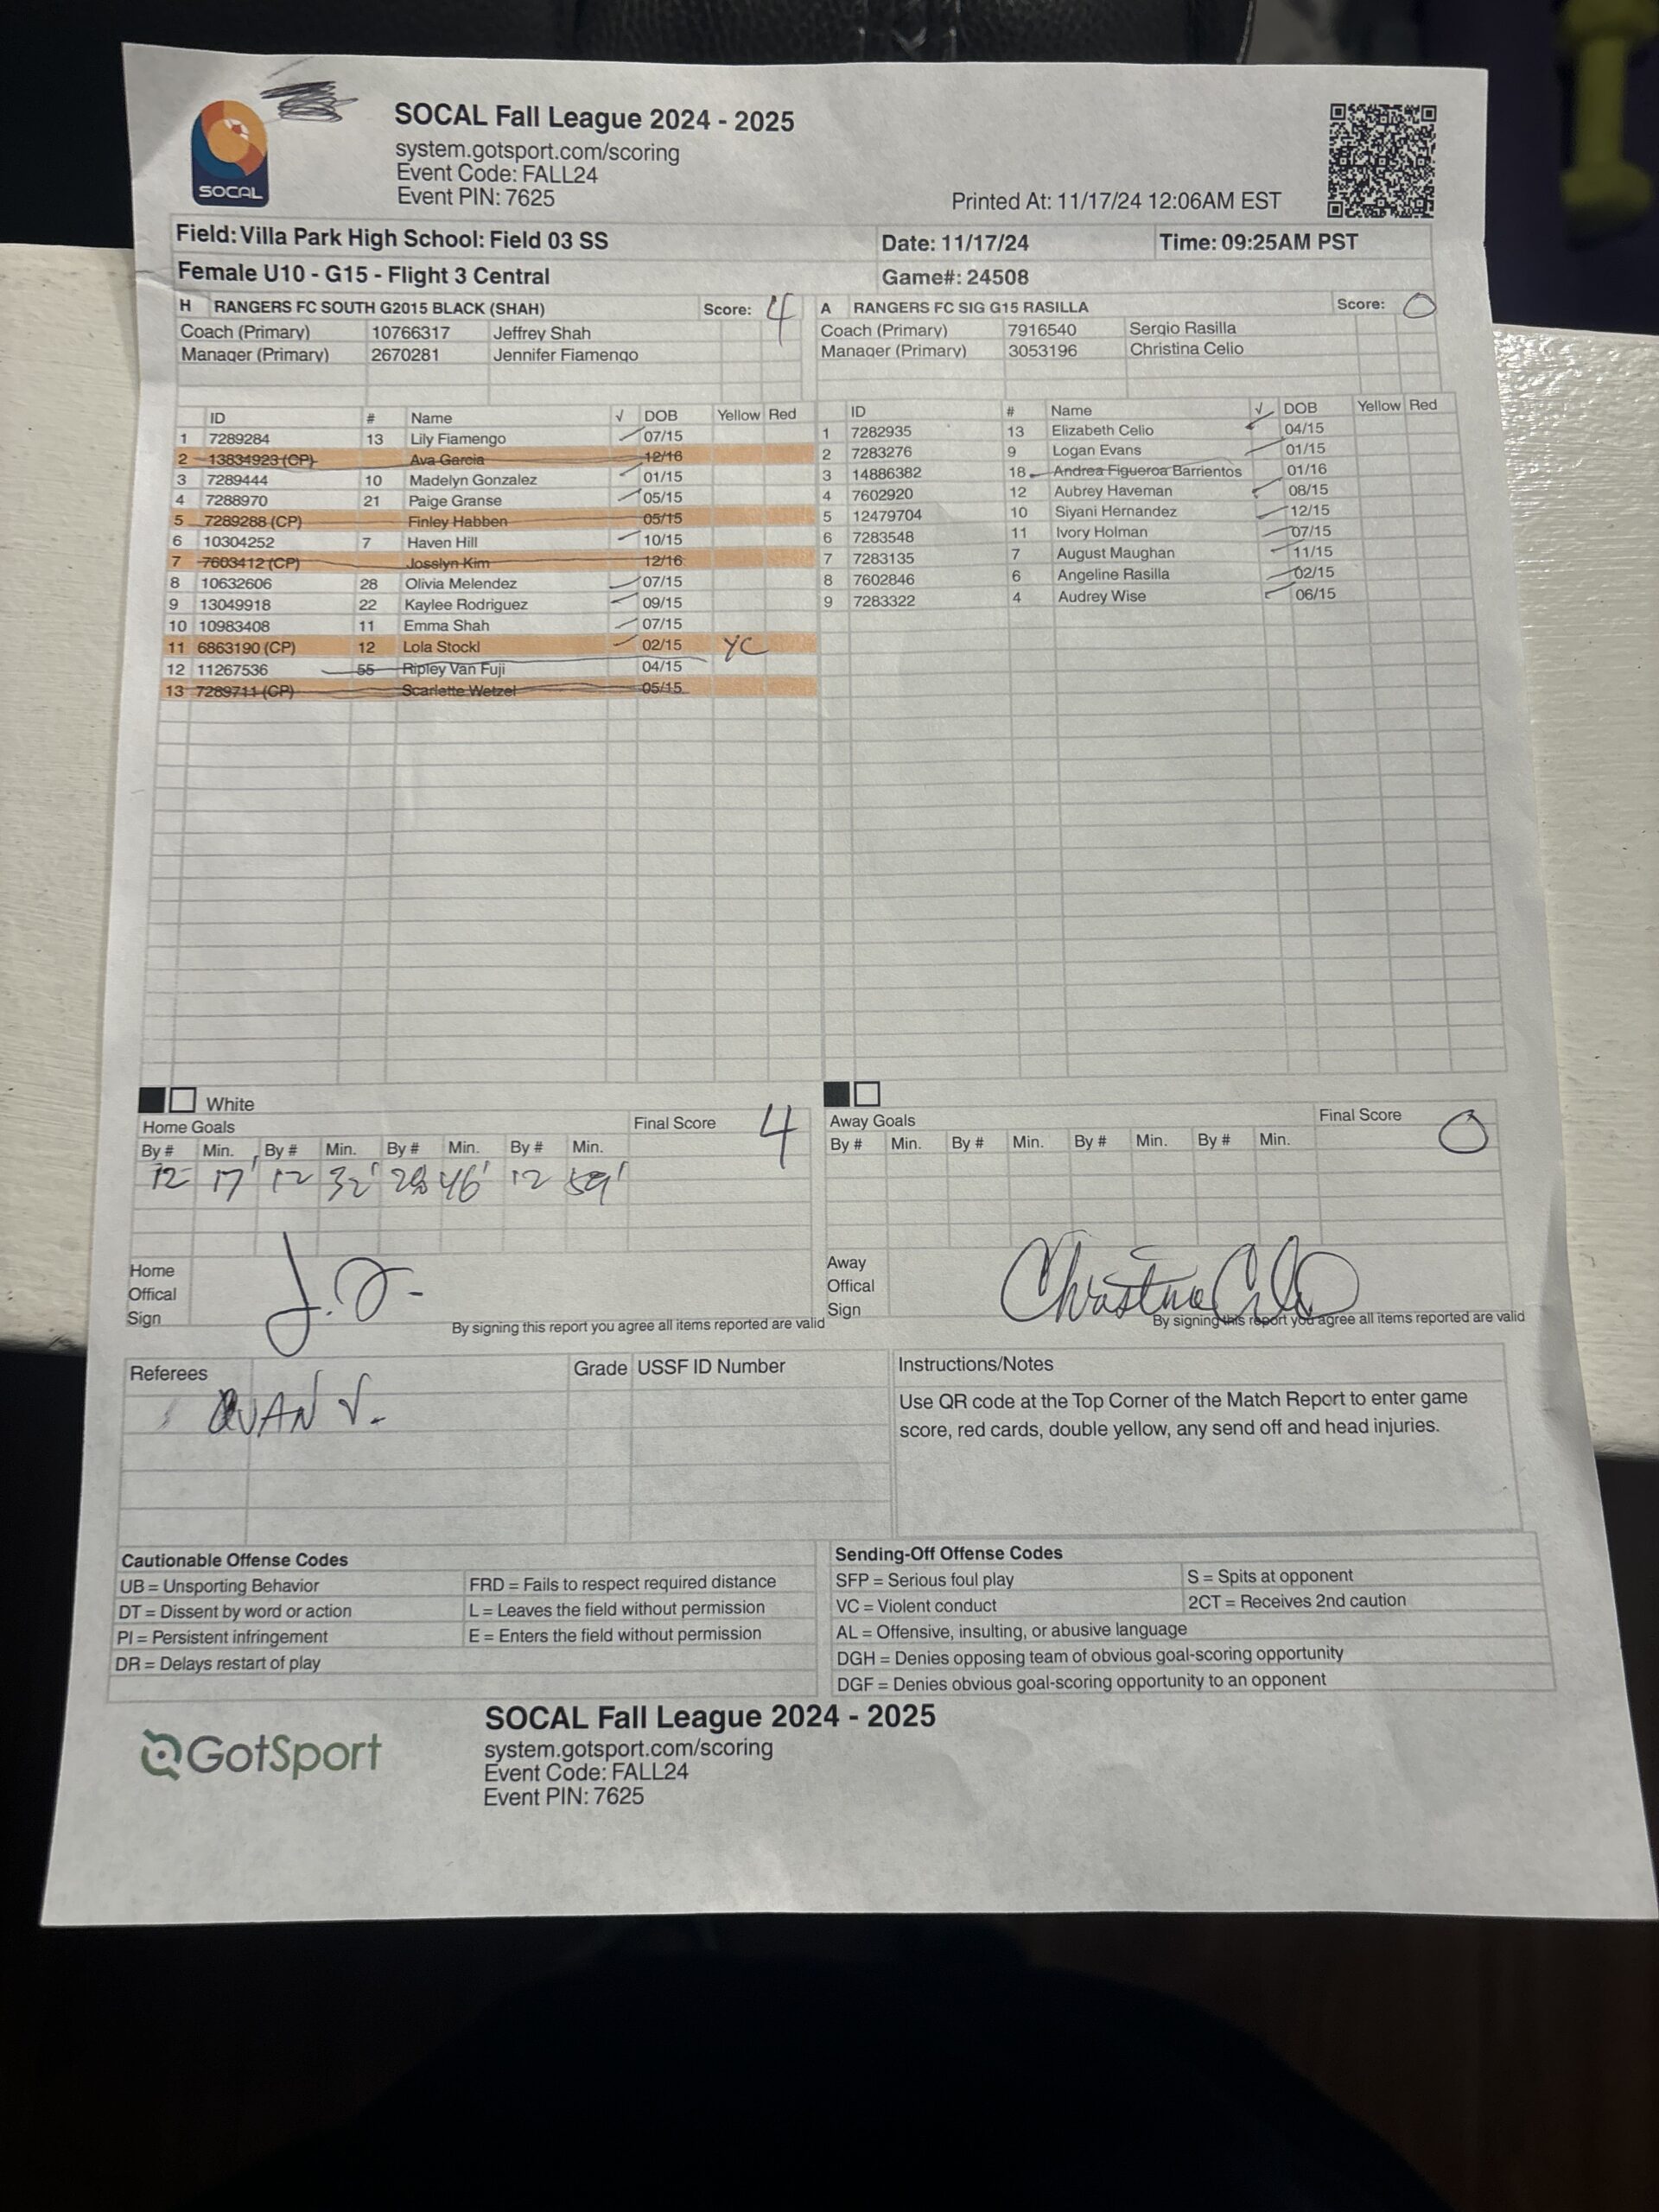 SOCAL
SOCAL Fall League 2024 - 2025
system.gotsport.com/scoring
Event Code: FALL24
Event PIN: 7625
Printed At: 11/17/24 12:06AM EST
Field: Villa Park High School: Field 03 SS Date: 11/17/24 Time: 09:25AM PST
Female U10 - G15 - Flight 3 Central Game#: 24508
H RANGERS FC SOUTH G2015 BLACK (SHAH) Score: 4
Coach (Primary) 10766317 Jeffrey Shah
Manager (Primary) 2670281 Jennifer Fiamengo
ID # Name √ DOB Yellow Red
1 7289284 13 Lily Fiamengo 07/15
2 13834923 (CP) Ava Garcia 12/16
3 7289444 10 Madelyn Gonzalez 01/15
4 7288970 21 Paige Granse 05/15
5 7289288 (CP) Finley Habben 05/15
6 10304252 7 Haven Hill 10/15
7 7603412 (CP) Josslyn Kim 12/16
8 10632606 28 Olivia Melendez 07/15
9 13049918 22 Kaylee Rodriguez 09/15
10 10983408 11 Emma Shah 07/15
11 6863190 (CP) 12 Lola Stockl 02/15 YC
12 11267536 55 Ripley Van Fuji 04/15
13 7289711 (CP) Scarlette Wetzel 05/15
A RANGERS FC SIG G15 RASILLA Score: 0
Coach (Primary) 7916540 Sergio Rasilla
Manager (Primary) 3053196 Christina Celio
ID # Name √ DOB Yellow Red
1 7282935 13 Elizabeth Celio 04/15
2 7283276 9 Logan Evans 01/15
3 14886382 18 Andrea Figueroa Barrientos 01/16
4 7602920 12 Aubrey Haveman 08/15
5 12479704 10 Siyani Hernandez 12/15
6 7283548 11 Ivory Holman 07/15
7 7283135 7 August Maughan 11/15
8 7602846 6 Angeline Rasilla 02/15
9 7283322 4 Audrey Wise 06/15
White
Home Goals Final Score 4
By # Min. By # Min. By # Min. By # Min.
12 17' 12 32' 28 46' 12 59'
Away Goals Final Score 0
By # Min. By # Min. By # Min. By # Min.
Home
Offical
Sign
By signing this report you agree all items reported are valid
Away
Offical
Sign
Christina Celio
By signing this report you agree all items reported are valid
Referees Grade USSF ID Number
V.
Instructions/Notes
Use QR code at the Top Corner of the Match Report to enter game
score, red cards, double yellow, any send off and head injuries.
Cautionable Offense Codes
UB = Unsporting Behavior FRD = Fails to respect required distance
DT = Dissent by word or action L = Leaves the field without permission
PI = Persistent infringement E = Enters the field without permission
DR = Delays restart of play
Sending-Off Offense Codes
SFP = Serious foul play S = Spits at opponent
VC = Violent conduct 2CT = Receives 2nd caution
AL = Offensive, insulting, or abusive language
DGH = Denies opposing team of obvious goal-scoring opportunity
DGF = Denies obvious goal-scoring opportunity to an opponent
GotSport
SOCAL Fall League 2024 - 2025
system.gotsport.com/scoring
Event Code: FALL24
Event PIN: 7625